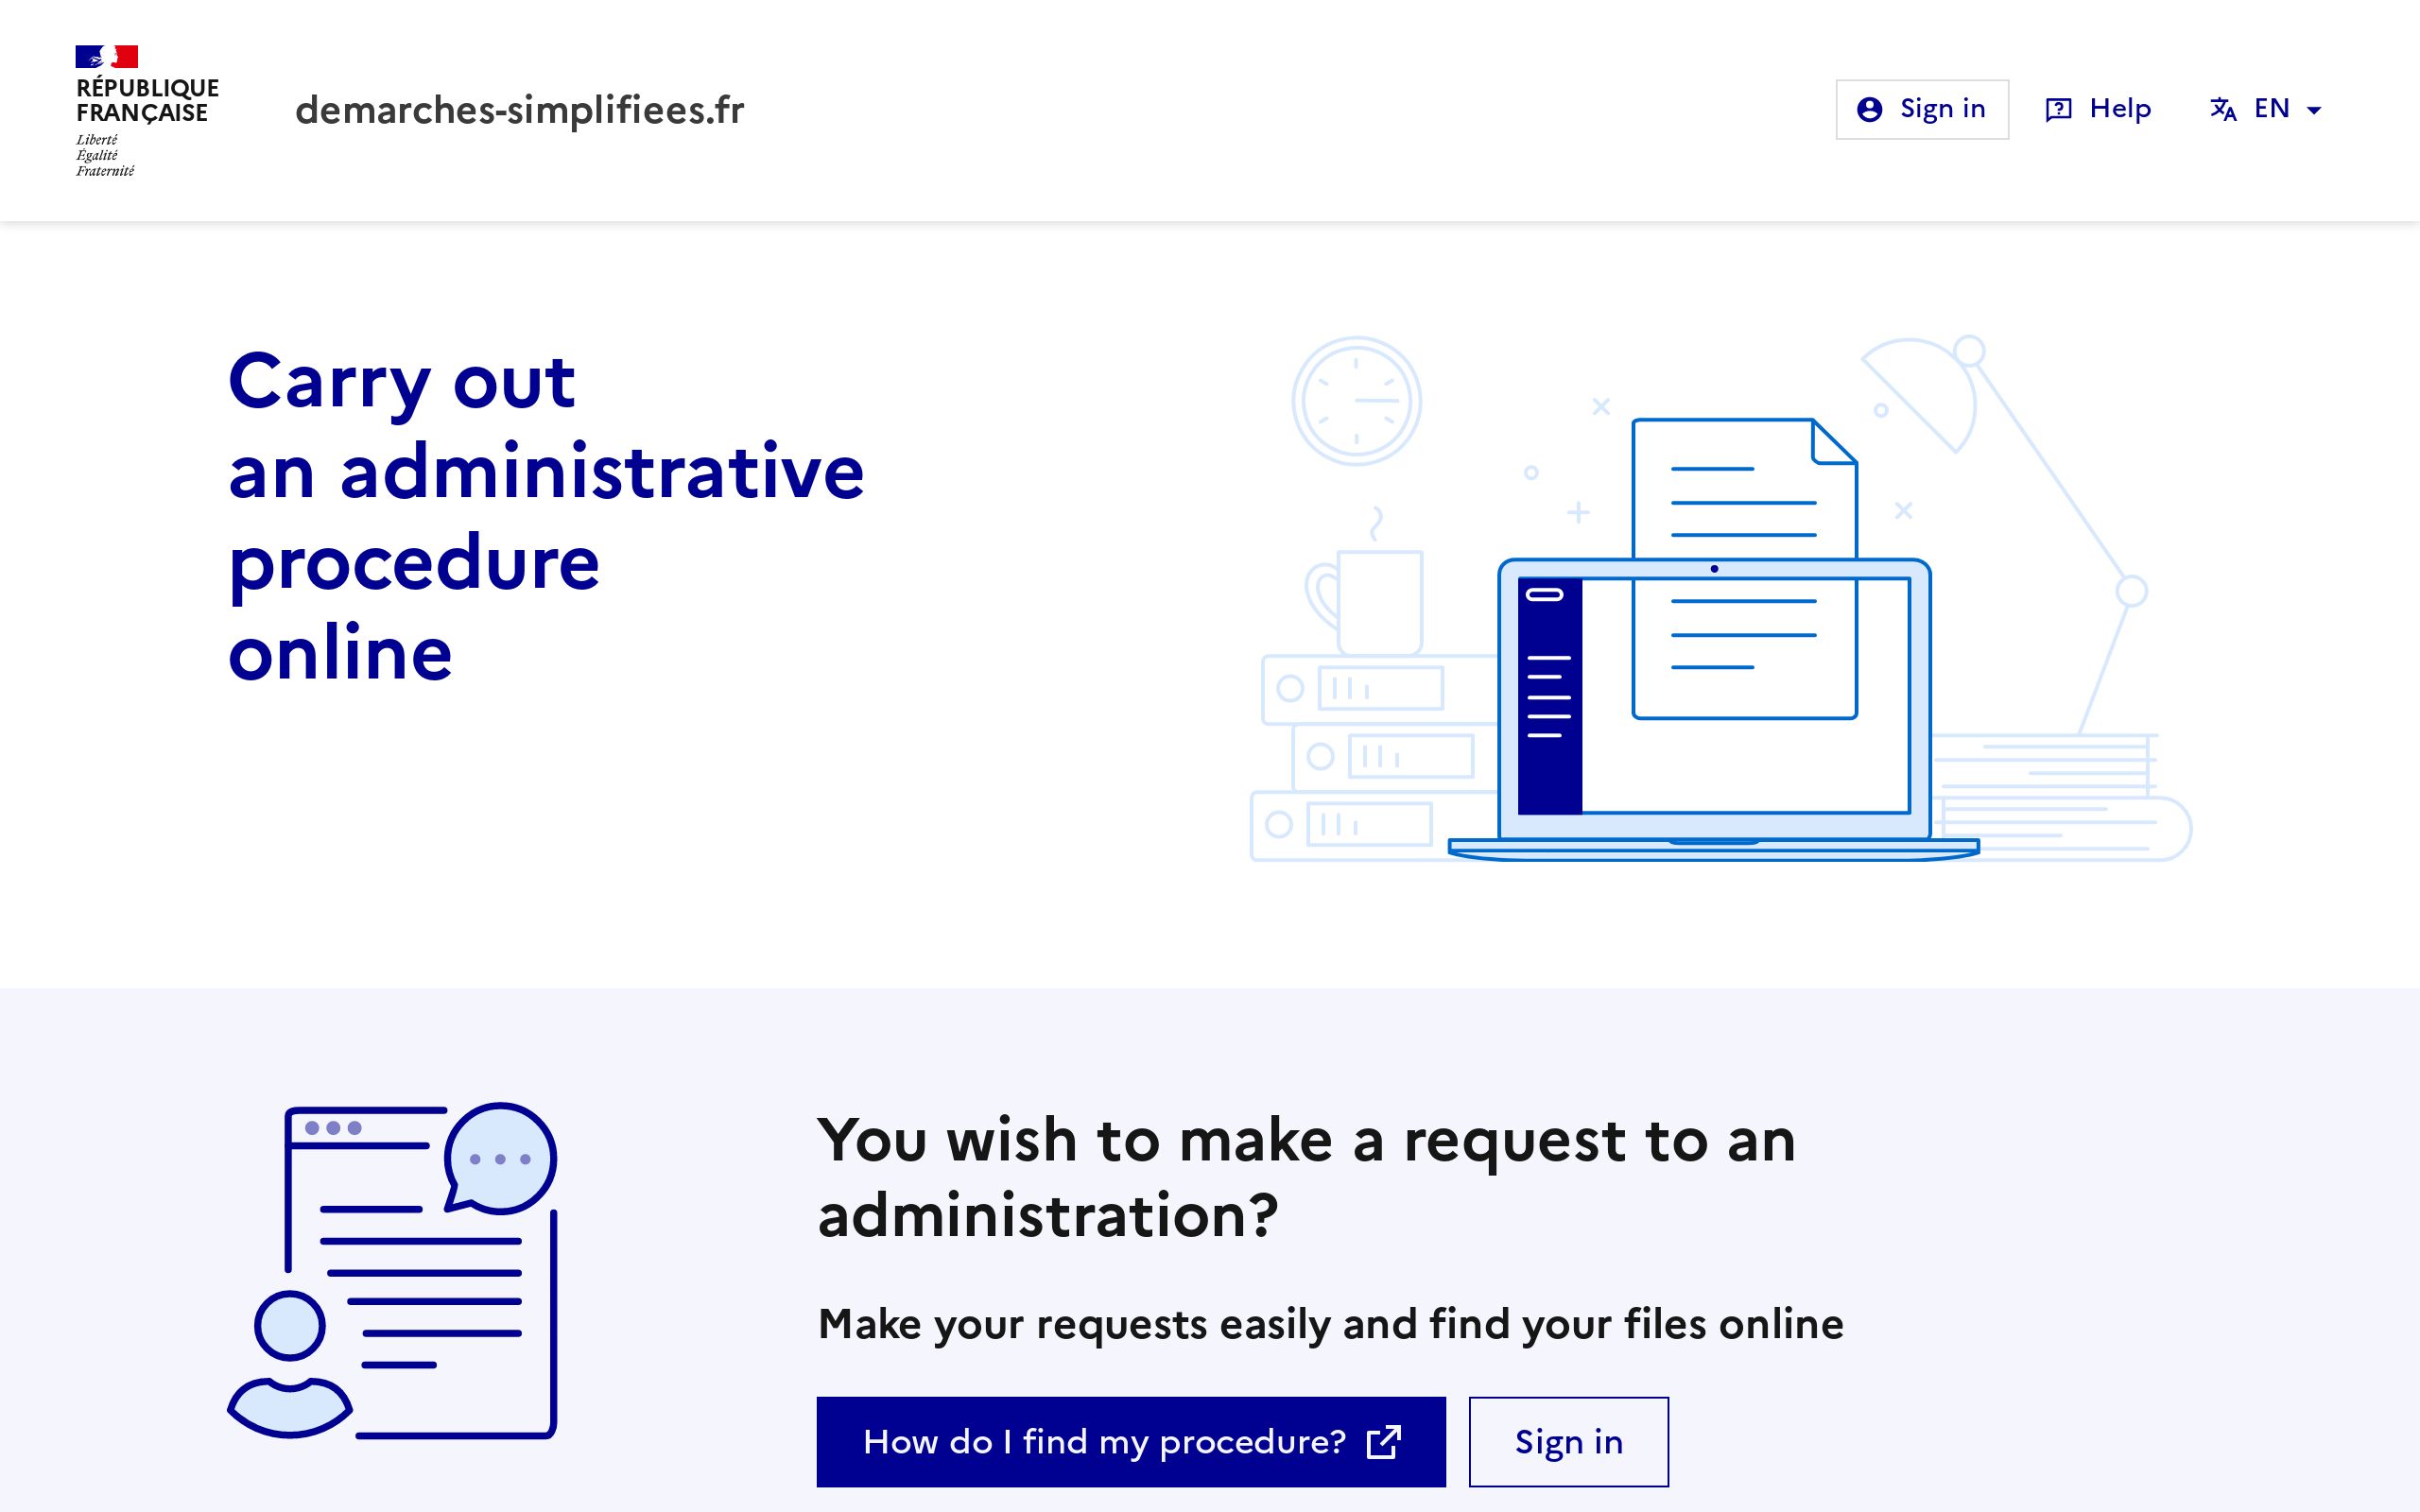 RÉPUBLIQUE
FRANÇAISE
Liberté
Égalité
Fraternité
demarches-simplifiees.fr
Sign in
Help
EN
Carry out
an administrative
procedure
online
You wish to make a request to an
administration?
Make your requests easily and find your files online
How do I find my procedure?
Sign in